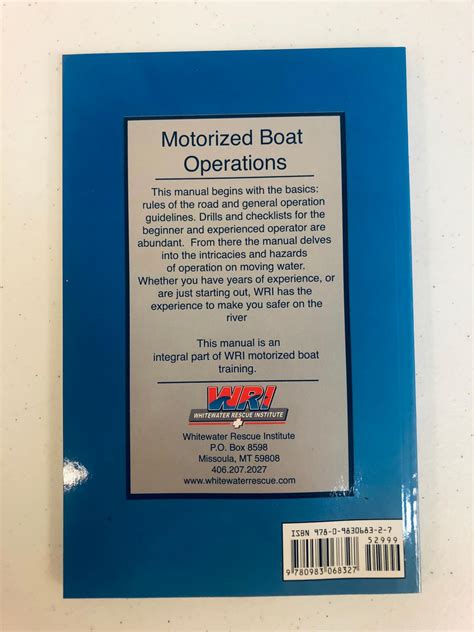 Motorized Boat
Operations
This manual begins with the basics:
rules of the road and general operation
guidelines. Drills and checklists for the
beginner and experienced operator are
abundant. From there the manual delves
into the intricacies and hazards
of operation on moving water.
Whether you have years of experience, or
are just starting out, WRI has the
experience to make you safer on the
river
This manual is an
integral part of WRI motorized boat
training.
WRI
WHITEWATER RESCUE INSTITUTE
Whitewater Rescue Institute
P.O. Box 8598
Missoula, MT 59808
406.207.2027
www.whitewaterrescue.com
ISBN 978-0-9830683-2-7
52999
9 780983 068327